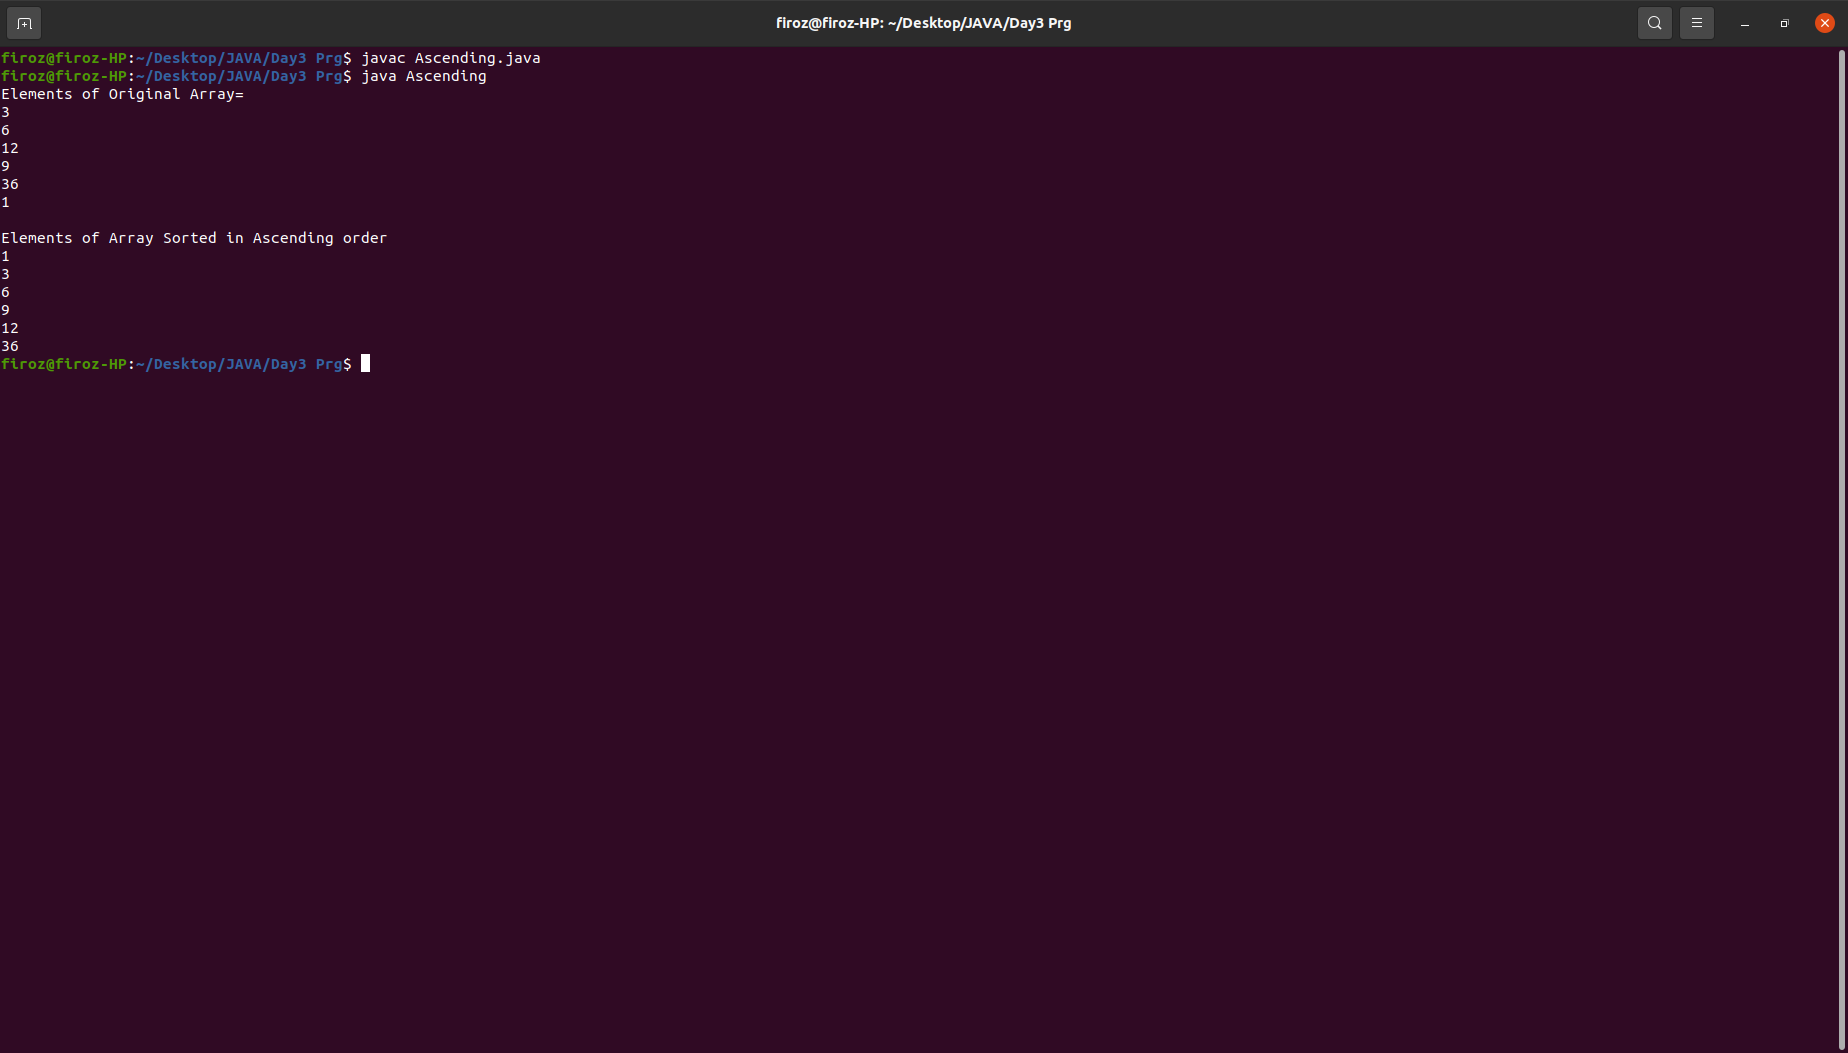 firoz@firoz-HP: ~/Desktop/JAVA/Day3 Prg
firoz@firoz-HP:~/Desktop/JAVA/Day3 Prg$ javac Ascending.java
firoz@firoz-HP:~/Desktop/JAVA/Day3 Prg$ java Ascending
Elements of Original Array=
3
6
12
9
36
1

Elements of Array Sorted in Ascending order
1
3
6
9
12
36
firoz@firoz-HP:~/Desktop/JAVA/Day3 Prg$